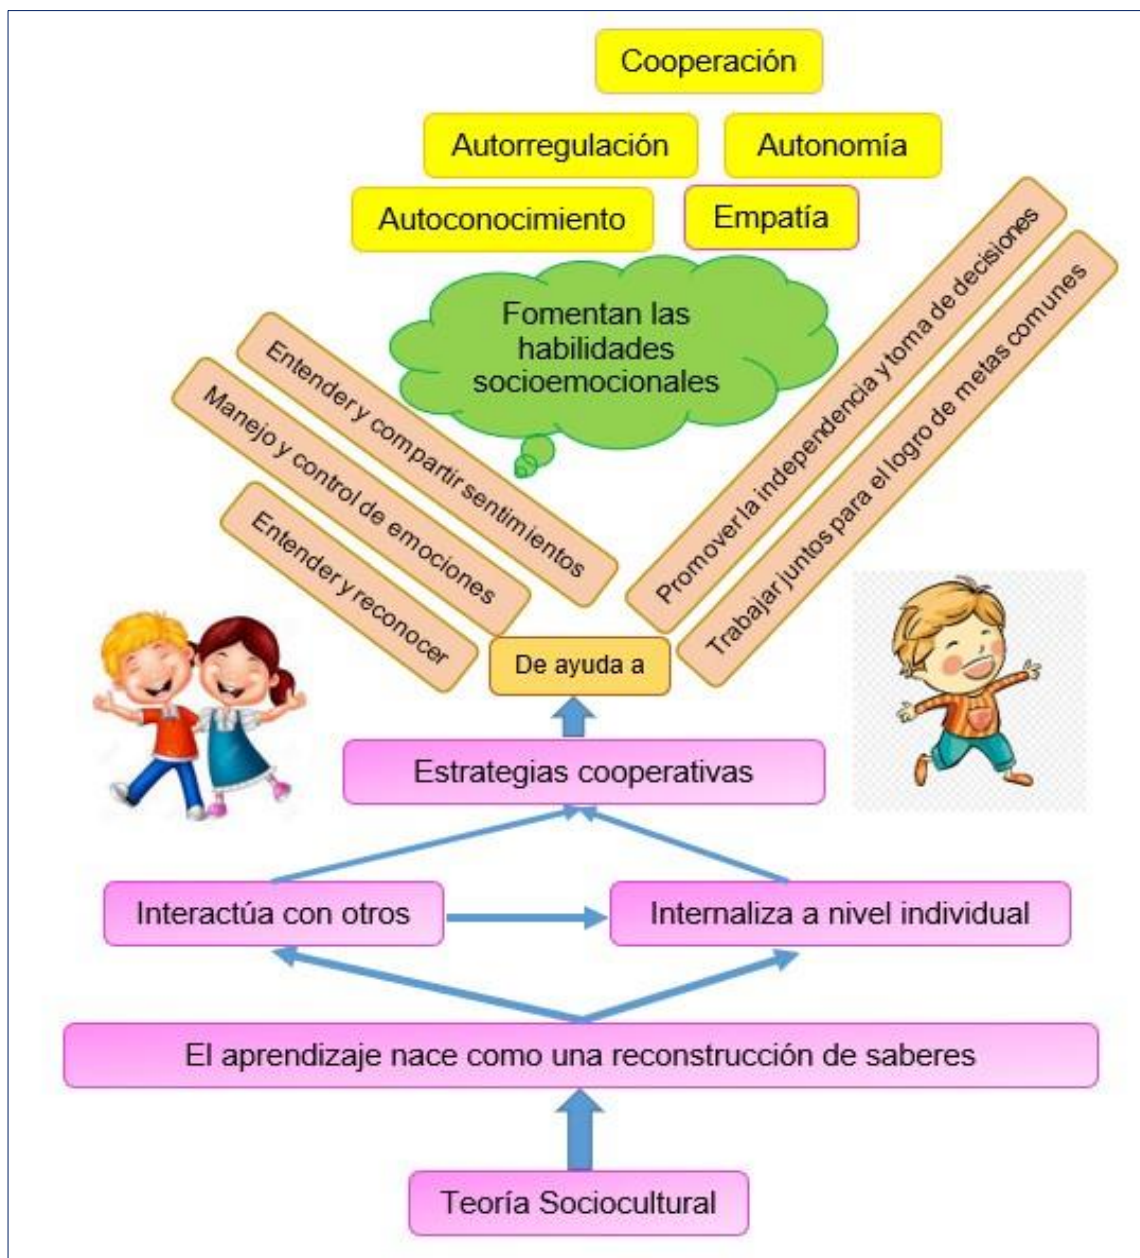 Cooperación
Autorregulación
Autonomía
Autoconocimiento
Empatía
Fomentan las
habilidades
socioemocionales
Entender y compartir sentimientos
Manejo y control de emociones
Entender y reconocer
Promover la independencia y toma de decisiones
Trabajar juntos para el logro de metas comunes
De ayuda a
Estrategias cooperativas
Interactúa con otros
Internaliza a nivel individual
El aprendizaje nace como una reconstrucción de saberes
Teoría Sociocultural